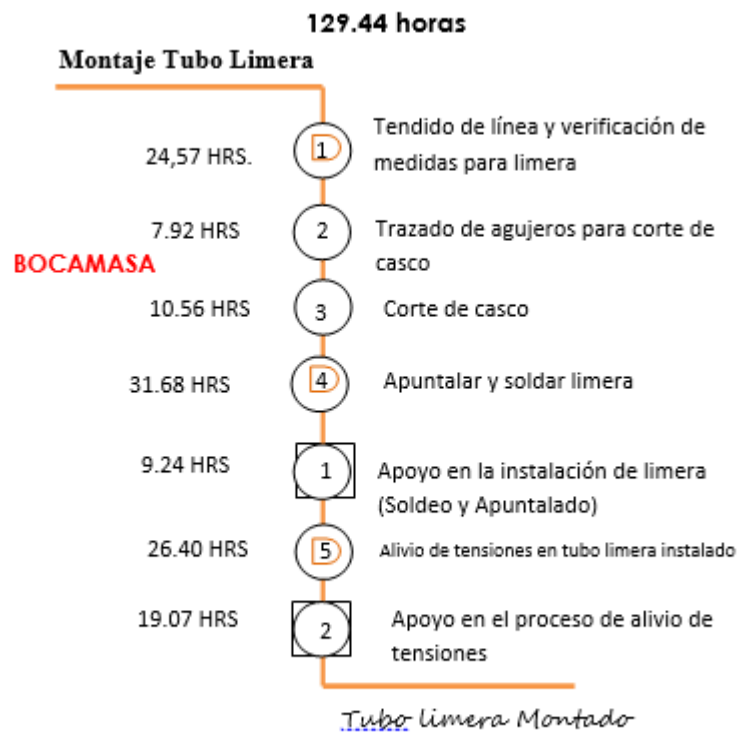 129.44 horas
Montaje Tubo Limera
24,57 HRS.
1
Tendido de línea y verificación de
medidas para limera
7.92 HRS
2
Trazado de agujeros para corte de
casco
BOCAMASA
10.56 HRS
3
Corte de casco
31.68 HRS
4
Apuntalar y soldar limera
9.24 HRS
1
Apoyo en la instalación de limera
(Soldeo y Apuntalado)
26.40 HRS
5
Alivio de tensiones en tubo limera instalado
19.07 HRS
2
Apoyo en el proceso de alivio de
tensiones
Tubo limera Montado